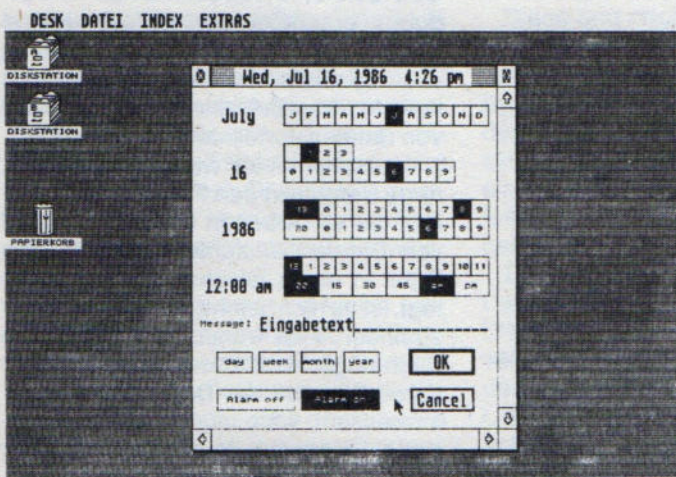 DESK DATEI INDEX EXTRAS
DISKSTATION
DISKSTATION
PAPIERKORB
Wed, Jul 16, 1986 4:26 pm
July J F M A M J J A S O N D
1 2 3
16 0 1 2 3 4 5 6 7 8 9
19 0 1 2 3 4 5 6 7 8 9
1986 20 0 1 2 3 4 5 6 7 8 9
12 1 2 3 4 5 6 7 8 9 10 11
12:00 am 15 30 45 am pm
Message: Eingabetext
day week month year OK
Alarm off Alarm on Cancel